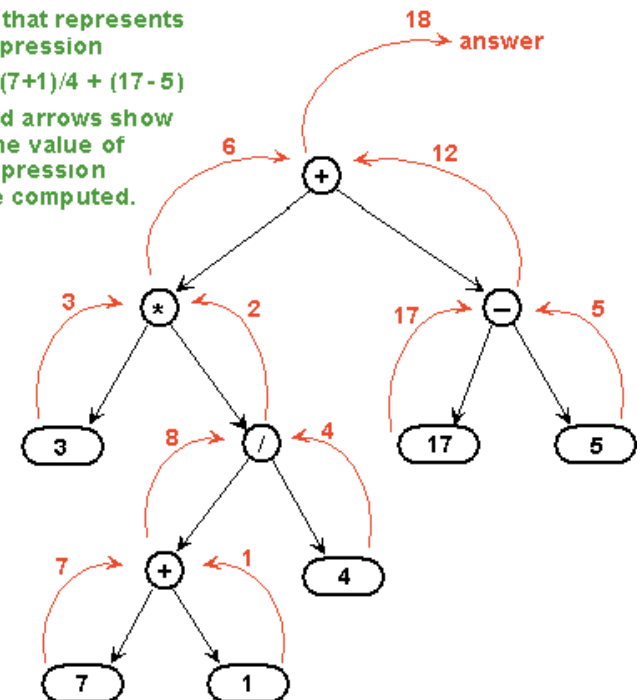 that represents
pression
(7+1)/4 + (17-5)
d arrows show
he value of
pression
e computed.
18
answer
6
12
+
3
2
17
5
*
−
3
8
4
17
5
/
7
1
+
4
7
1